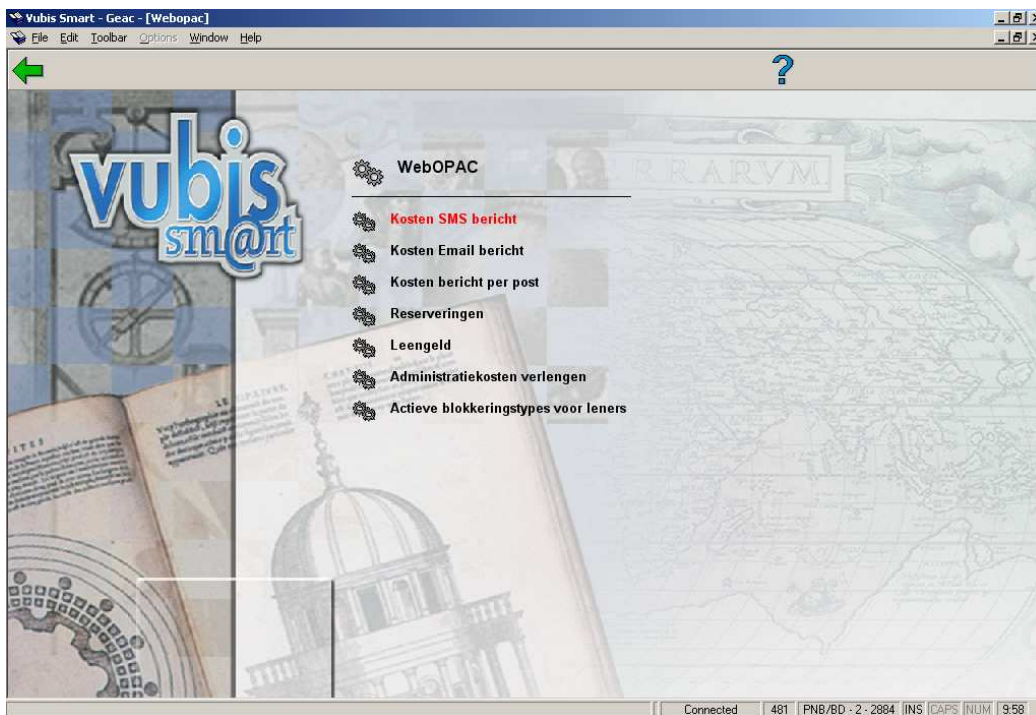 Vubis Smart - Geac - [Webopac]
File Edit Toolbar Options Window Help
?
vubis
sm@rt
RARVM
WebOPAC
Kosten SMS bericht
Kosten Email bericht
Kosten bericht per post
Reserveringen
Leengeld
Administratiekosten verlengen
Actieve blokkeringstypes voor leners
Connected 481 PNB/BD - 2 - 2884 INS CAPS NUM 9:58